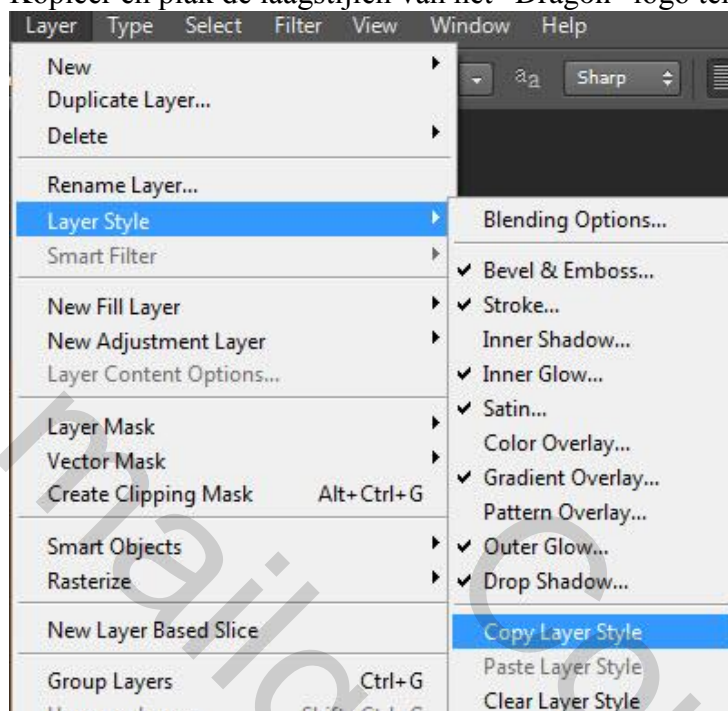 Kopieer en plak de laagstijlen van het "Dragon" logo
Layer Type Select Filter View Window Help
aa Sharp
New
Duplicate Layer...
Delete
Rename Layer...
Layer Style
Smart Filter
New Fill Layer
New Adjustment Layer
Layer Content Options...
Layer Mask
Vector Mask
Create Clipping Mask Alt+Ctrl+G
Smart Objects
Rasterize
New Layer Based Slice
Group Layers Ctrl+G
Blending Options...
Bevel & Emboss...
Stroke...
Inner Shadow...
Inner Glow...
Satin...
Color Overlay...
Gradient Overlay...
Pattern Overlay...
Outer Glow...
Drop Shadow...
Copy Layer Style
Paste Layer Style
Clear Layer Style